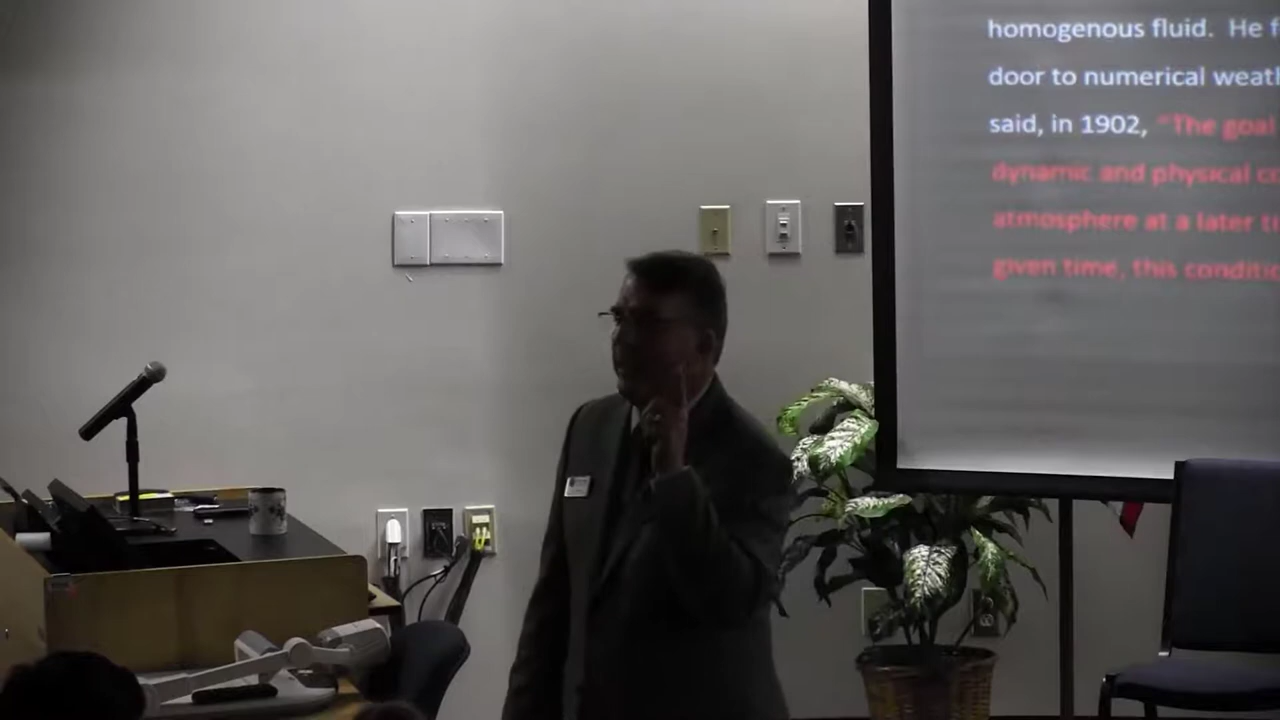 homogenous fluid. He f
door to numerical weath
said, in 1902, "The goal
dynamic and physical co
atmosphere at a later ti
given time, this conditio